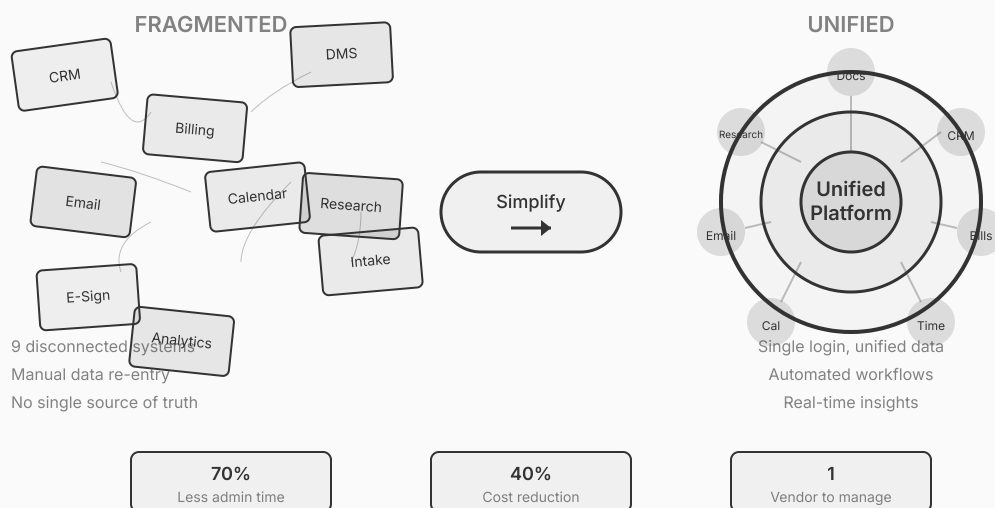 FRAGMENTED
CRM
DMS
Billing
Email
Calendar
Research
Intake
E-Sign
Analytics
9 disconnected systems
Manual data re-entry
No single source of truth
Simplify
UNIFIED
Docs
Research
CRM
Unified
Platform
Email
Bills
Cal
Time
Single login, unified data
Automated workflows
Real-time insights
70%
Less admin time
40%
Cost reduction
1
Vendor to manage